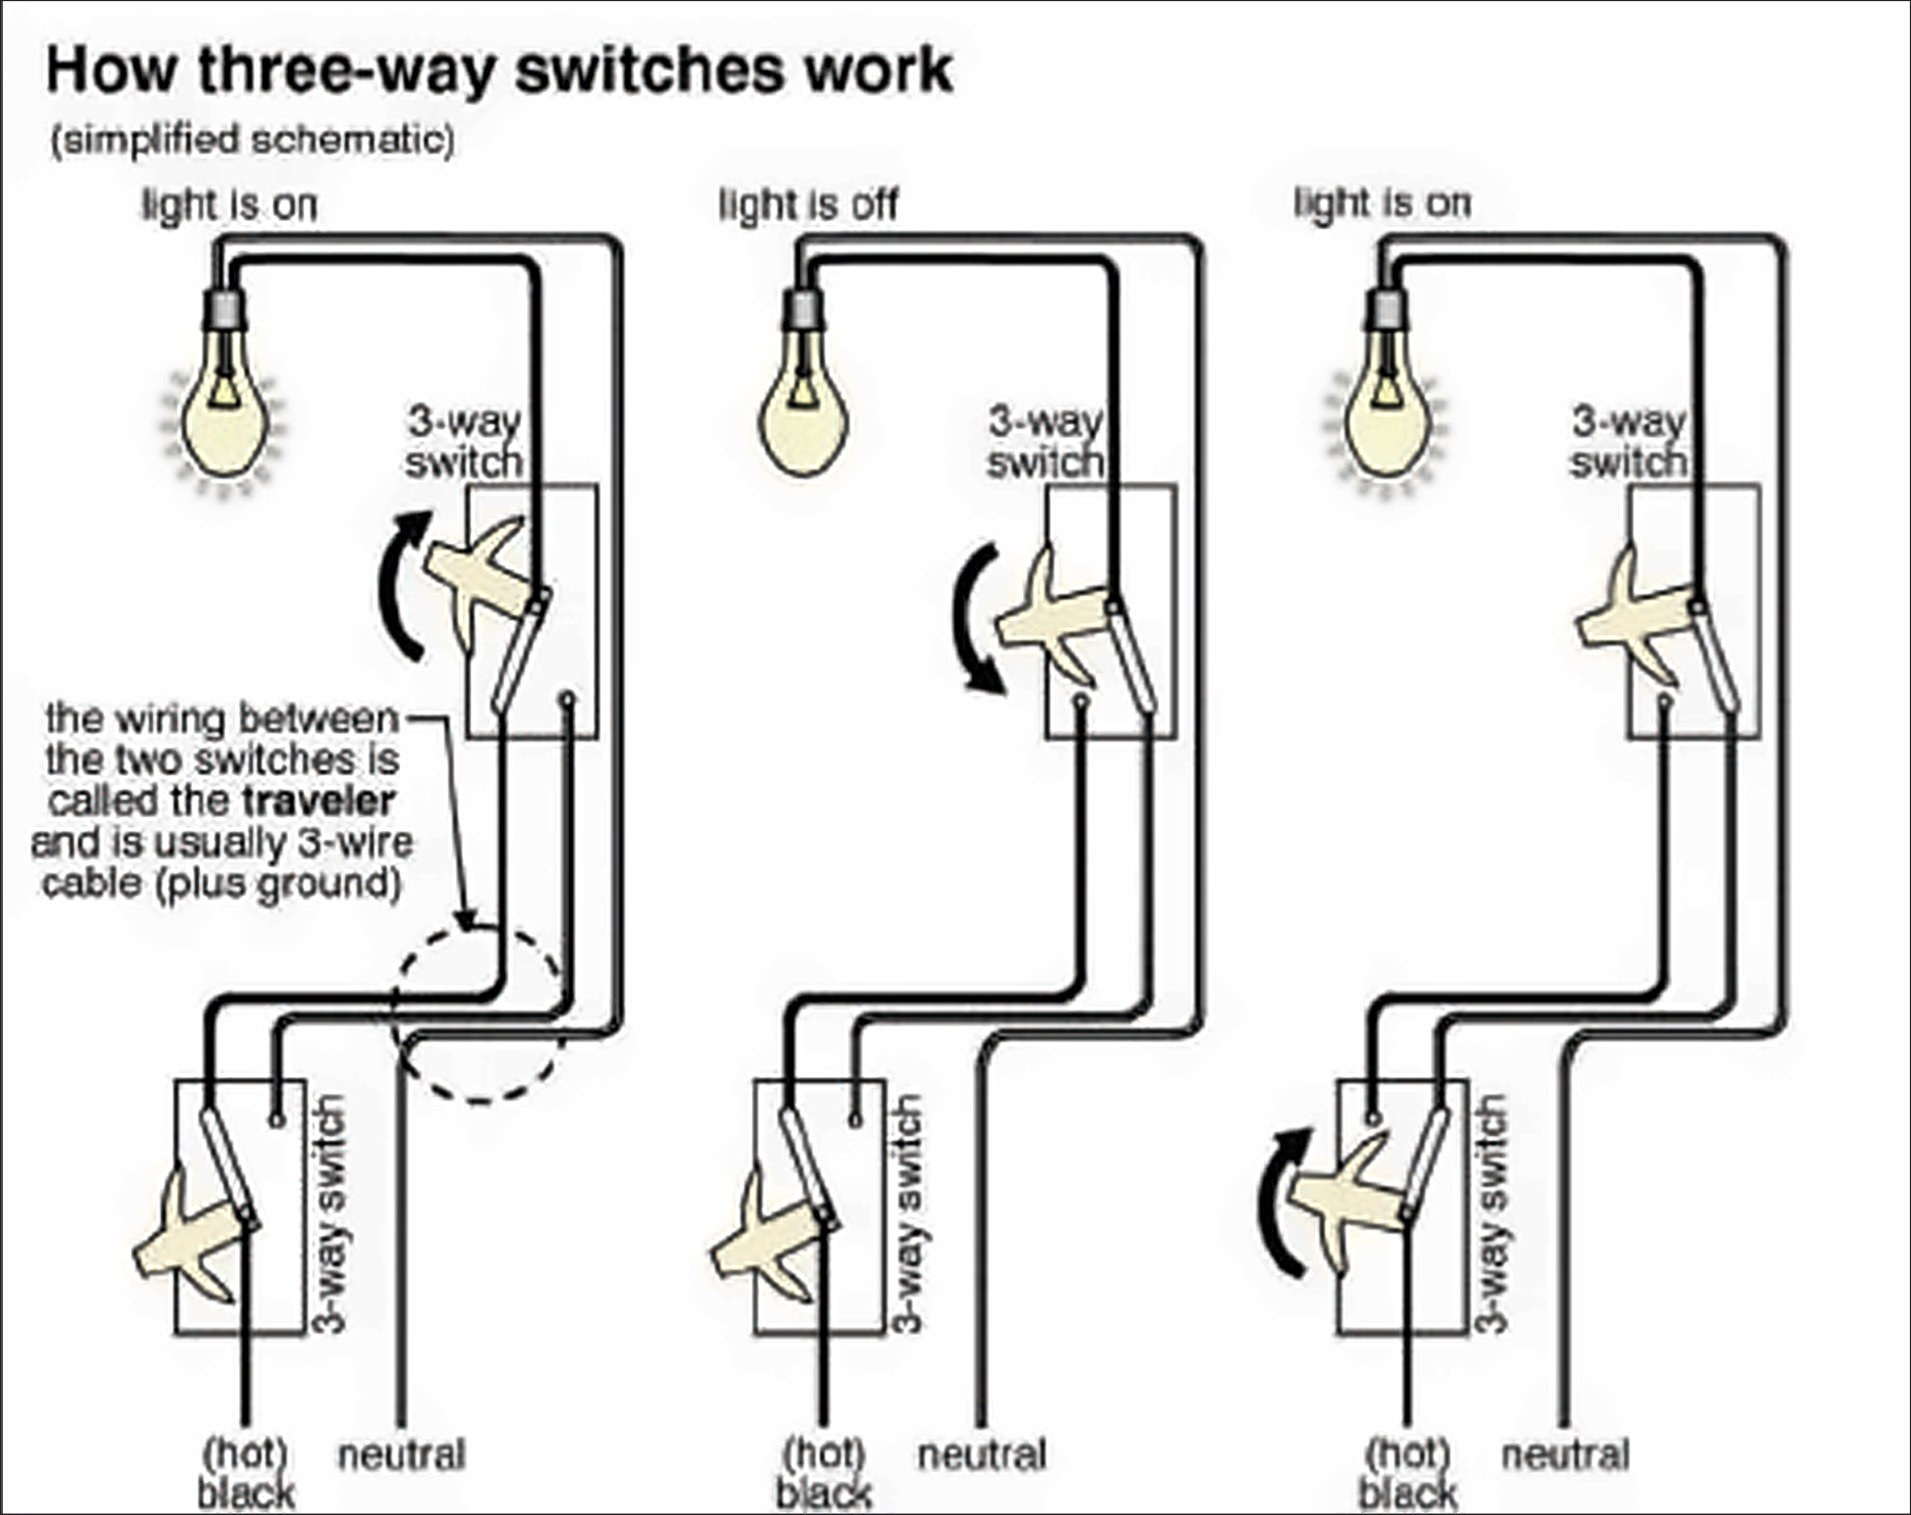 How three-way switches work
(simplified schematic)
light is on
3-way
switch
the wiring between
the two switches is
called the traveler
and is usually 3-wire
cable (plus ground)
3-way switch
(hot)
black
neutral
light is off
3-way
switch
3-way switch
(hot)
black
neutral
light is on
3-way
switch
3-way switch
(hot)
black
neutral